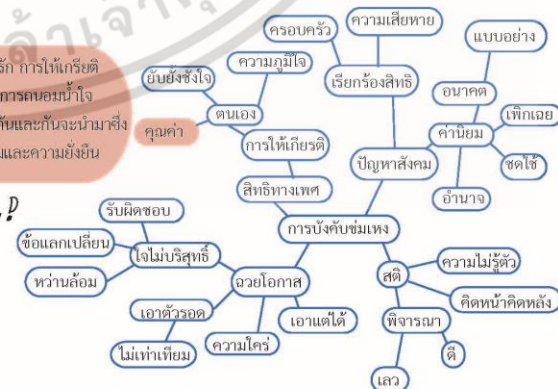 ล้าเจ้า
รัก การให้เกียรติ
การถนอมน้ำใจ
กันและกันจะนำมาซึ่ง
และความยั่งยืน
ครอบครัว
ความเสียหาย
เรียกร้องสิทธิ
ปัญหาสังคม
แบบอย่าง
อนาคต
ค่านิยม
เพิกเฉย
ชดใช้
อำนาจ
ยับยั้งชั่งใจ
ความภูมิใจ
ตนเอง
คุณค่า
การให้เกียรติ
สิทธิทางเพศ
การบังคับข่มเหง
รับผิดชอบ
ข้อแลกเปลี่ยน
ใจไม่บริสุทธิ์
หว่านล้อม
ฉวยโอกาส
เอาตัวรอด
ไม่เท่าเทียม
ความใคร่
เอาแต่ได้
สติ
ความไม่รู้ตัว
คิดหน้าคิดหลัง
พิจารณา
ดี
เลว